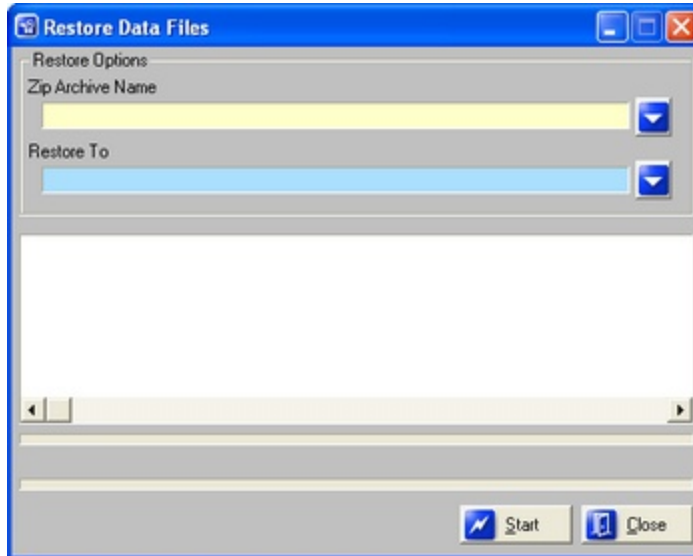 Restore Data Files
Restore Options
Zip Archive Name
Restore To
Start
Close